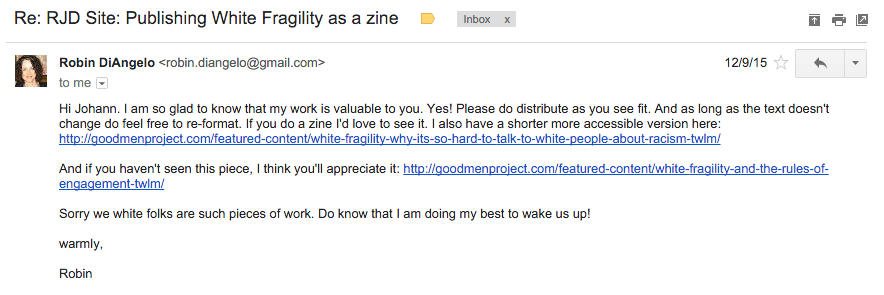 Re: RJD Site: Publishing White Fragility as a zine Inbox x
Robin DiAngelo <robin.diangelo@gmail.com> 12/9/15
to me
Hi Johann. I am so glad to know that my work is valuable to you. Yes! Please do distribute as you see fit. And as long as the text doesn't
change do feel free to re-format. If you do a zine I'd love to see it. I also have a shorter more accessible version here:
http://goodmenproject.com/featured-content/white-fragility-why-its-so-hard-to-talk-to-white-people-about-racism-twlm/
And if you haven't seen this piece, I think you'll appreciate it: http://goodmenproject.com/featured-content/white-fragility-and-the-rules-of-
engagement-twlm/
Sorry we white folks are such pieces of work. Do know that I am doing my best to wake us up!
warmly,
Robin